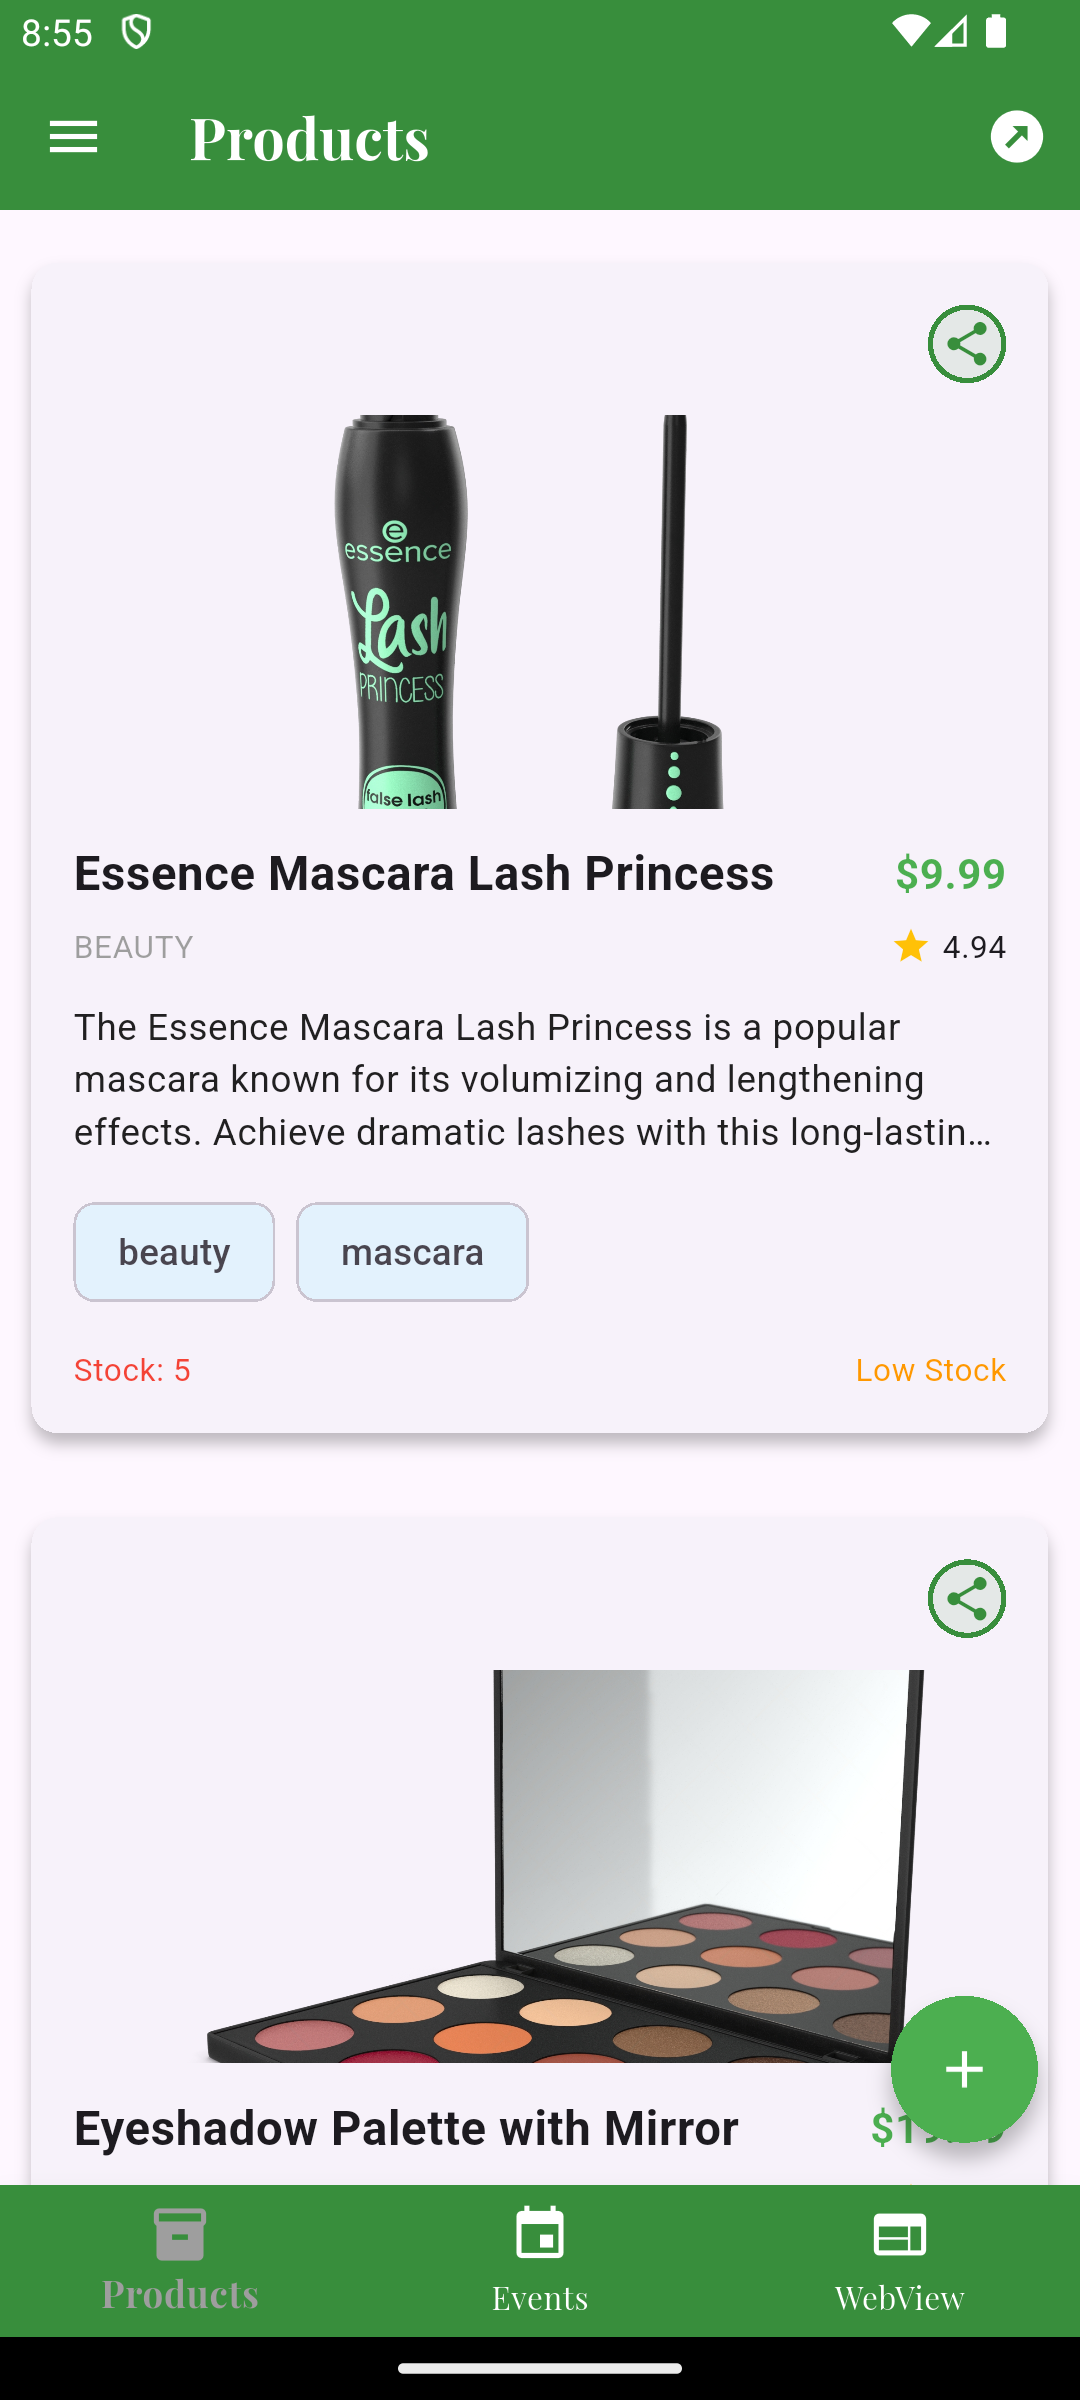 8:55
Products
essence
Lash
PRINCESS
false lash
Essence Mascara Lash Princess
$9.99
BEAUTY
4.94
The Essence Mascara Lash Princess is a popular
mascara known for its volumizing and lengthening
effects. Achieve dramatic lashes with this long-lastin…
beauty
mascara
Stock: 5
Low Stock
Eyeshadow Palette with Mirror
Products
Events
WebView